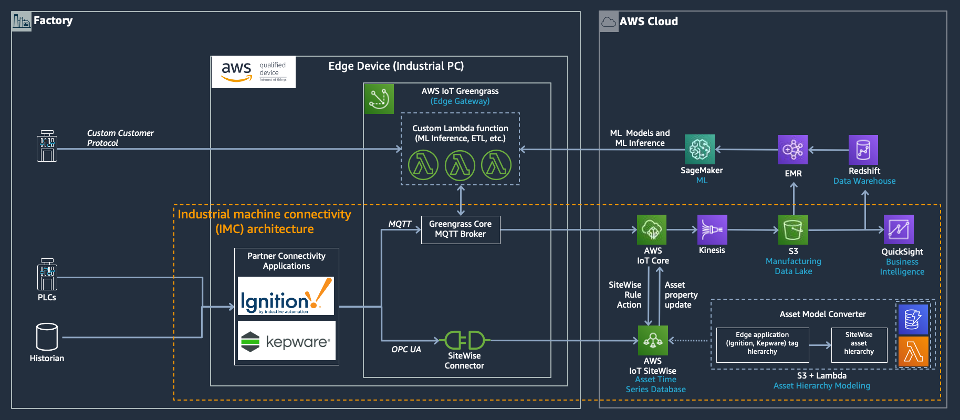 Factory
AWS Cloud
Edge Device (Industrial PC)
aws
qualified
device
AWS IoT Greengrass
(Edge Gateway)
Custom Customer
Protocol
Custom Lambda function
(ML Inference, ETL, etc.)
ML Models and
ML Inference
SageMaker
ML
EMR
Redshift
Data Warehouse
Industrial machine connectivity
(IMC) architecture
MQTT
Greengrass Core
MQTT Broker
AWS
IoT Core
Kinesis
S3
Manufacturing
Data Lake
QuickSight
Business
Intelligence
Partner Connectivity
Applications
Ignition!
by inductive automation
kepware
PLCs
Historian
OPC UA
SiteWise
Connector
SiteWise
Rule
Action
Asset
property
update
AWS
IoT SiteWise
Asset Time
Series Database
Asset Model Converter
Edge application
(Ignition, Kepware) tag
hierarchy
SiteWise
asset
hierarchy
S3 + Lambda
Asset Hierarchy Modeling